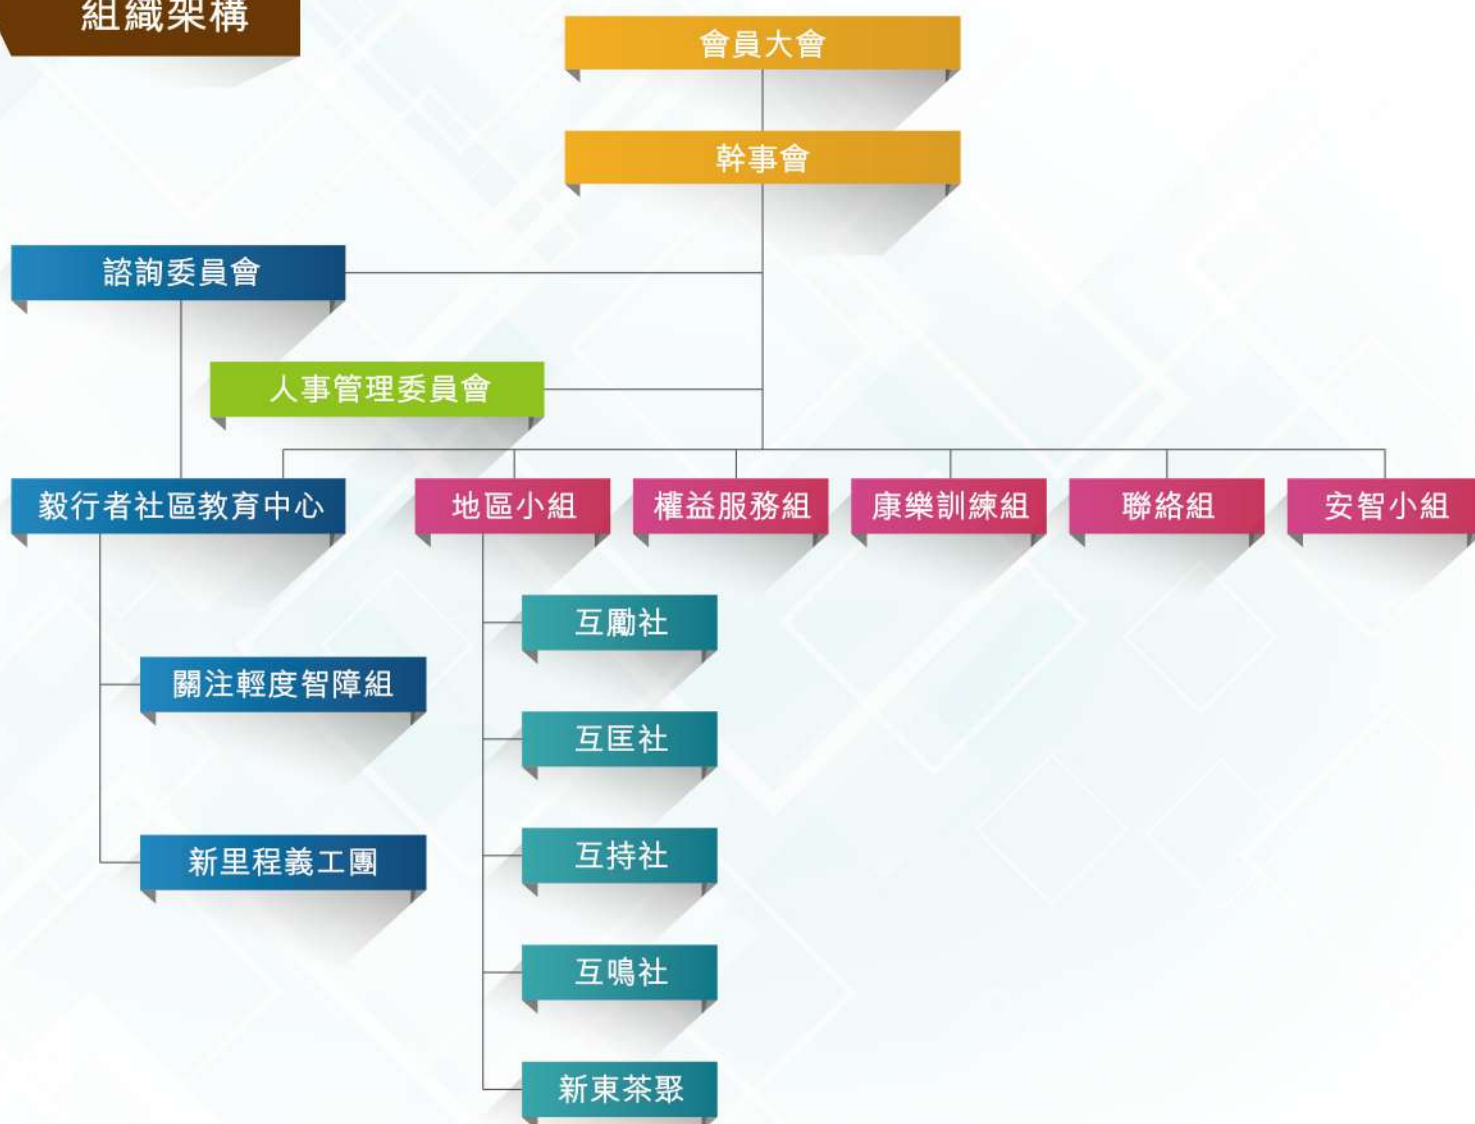 組織架構
會員大會
幹事會
諮詢委員會
人事管理委員會
毅行者社區教育中心
地區小組
權益服務組
康樂訓練組
聯絡組
安智小組
互勵社
關注輕度智障組
互匡社
互持社
新里程義工團
互鳴社
新東茶聚